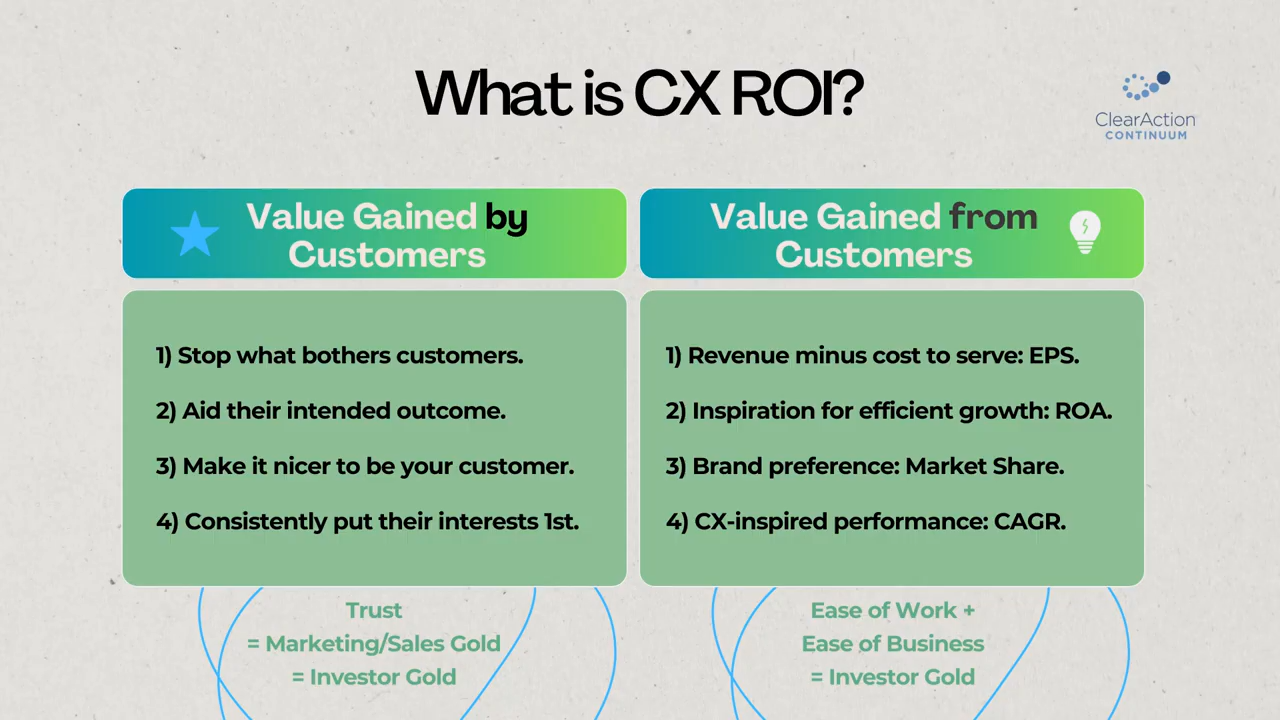 What is CX ROI?
ClearAction
CONTINUUM
Value Gained by
Customers
1) Stop what bothers customers.
2) Aid their intended outcome.
3) Make it nicer to be your customer.
4) Consistently put their interests 1st.
Trust
= Marketing/Sales Gold
= Investor Gold
Value Gained from
Customers
1) Revenue minus cost to serve: EPS.
2) Inspiration for efficient growth: ROA.
3) Brand preference: Market Share.
4) CX-inspired performance: CAGR.
Ease of Work +
Ease of Business
= Investor Gold